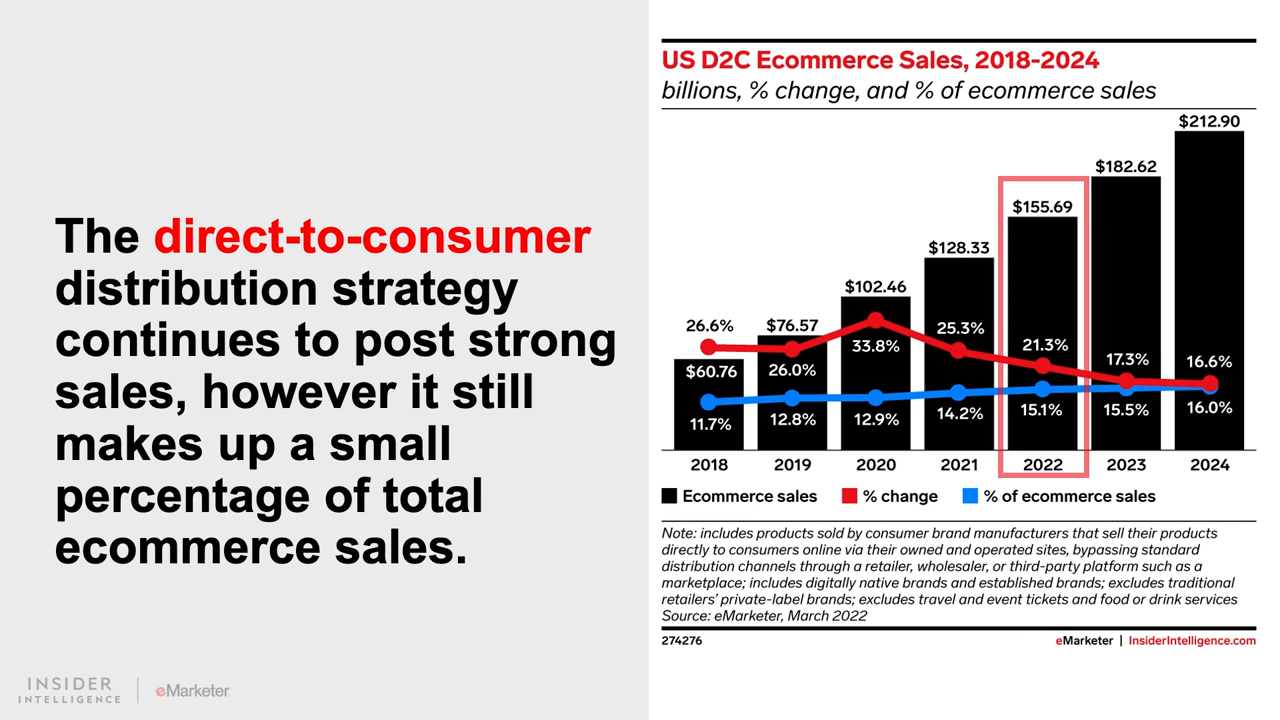 The direct-to-consumer
distribution strategy
continues to post strong
sales, however it still
makes up a small
percentage of total
ecommerce sales.
INSIDER
INTELLIGENCE
eMarketer
US D2C Ecommerce Sales, 2018-2024
billions, % change, and % of ecommerce sales
$212.90
$182.62
$155.69
$128.33
$102.46
26.6% $76.57 33.8% 25.3% 21.3% 17.3% 16.6%
$60.76 26.0%
11.7% 12.8% 12.9% 14.2% 15.1% 15.5% 16.0%
2018 2019 2020 2021 2022 2023 2024
Ecommerce sales % change % of ecommerce sales
Note: includes products sold by consumer brand manufacturers that sell their products
directly to consumers online via their owned and operated sites, bypassing standard
distribution channels through a retailer, wholesaler, or third-party platform such as a
marketplace; includes digitally native brands and established brands; excludes traditional
retailers' private-label brands; excludes travel and event tickets and food or drink services
Source: eMarketer, March 2022
274276 eMarketer | InsiderIntelligence.com